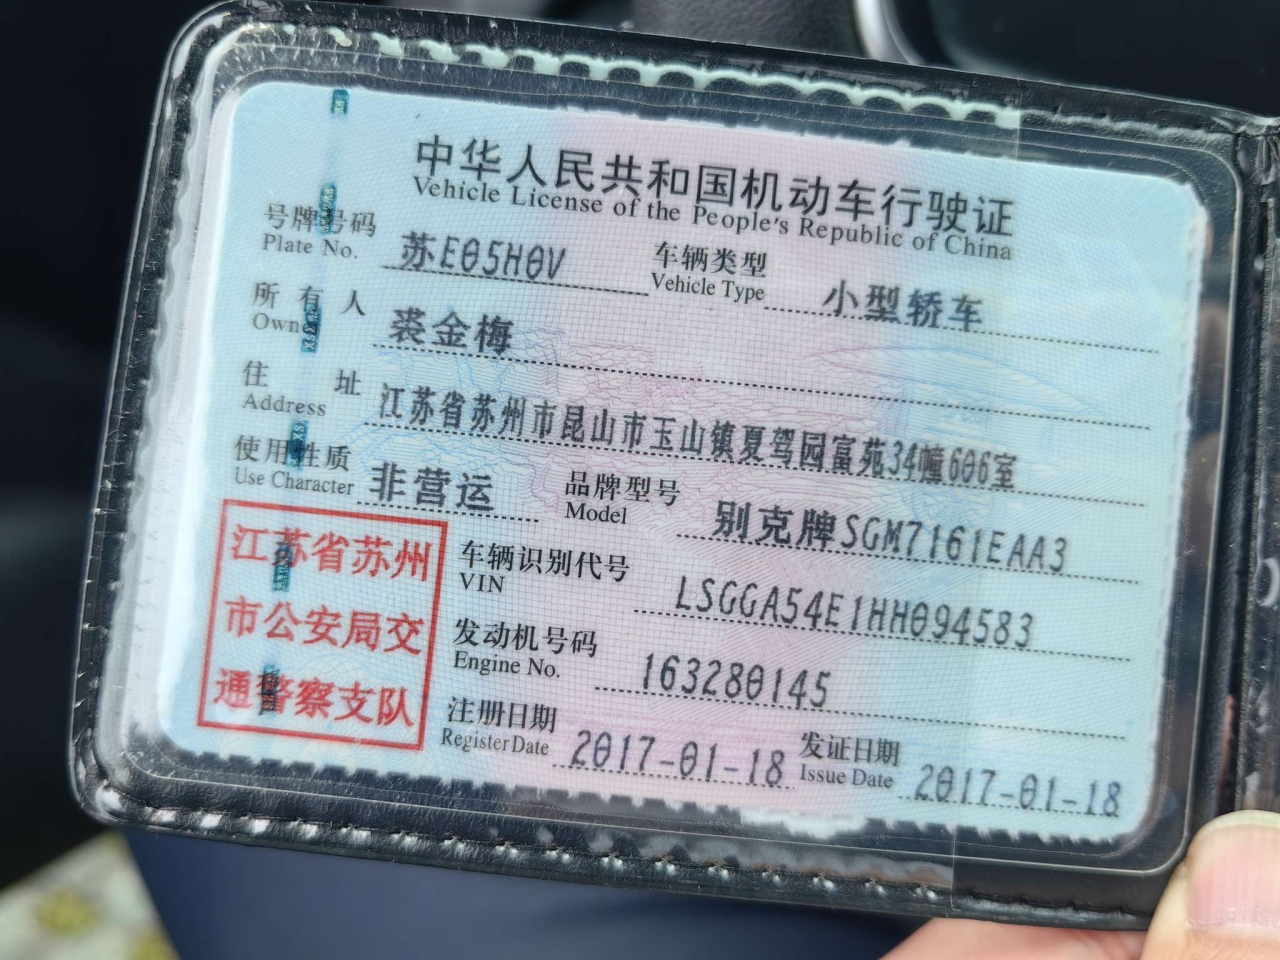 中华人民共和国机动车行驶证
Vehicle License of the People's Republic of China
号牌号码 苏E05H0V 车辆类型 小型轿车
Plate No. Vehicle Type
所有人 裘金梅
Owner
住址 江苏省苏州市昆山市玉山镇夏驾园富苑34幢606室
Address
使用性质 非营运 品牌型号 别克牌SGM7161EAA3
Use Character Model
江苏省苏州
市公安局交
通警察支队
车辆识别代号 LSGGA54E1HH094583
VIN
发动机号码 163280145
Engine No.
注册日期 2017-01-18 发证日期 2017-01-18
Register Date Issue Date